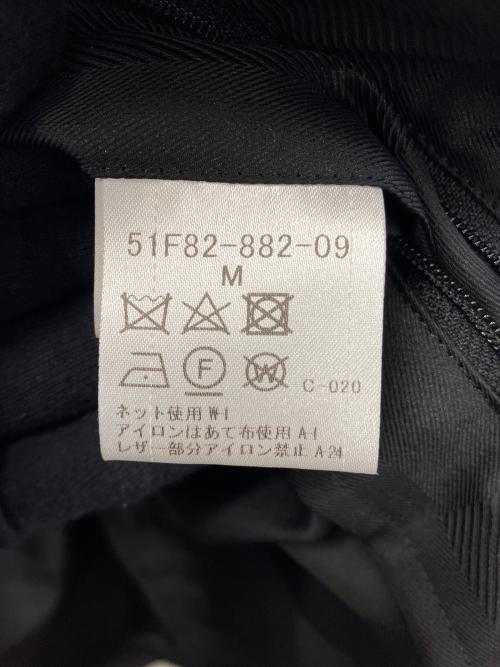 51F82-882-09
M
F W C-020
ネット使用 W-I
アイロンはあて布使用 A-I
レザー部分アイロン禁止 A-24